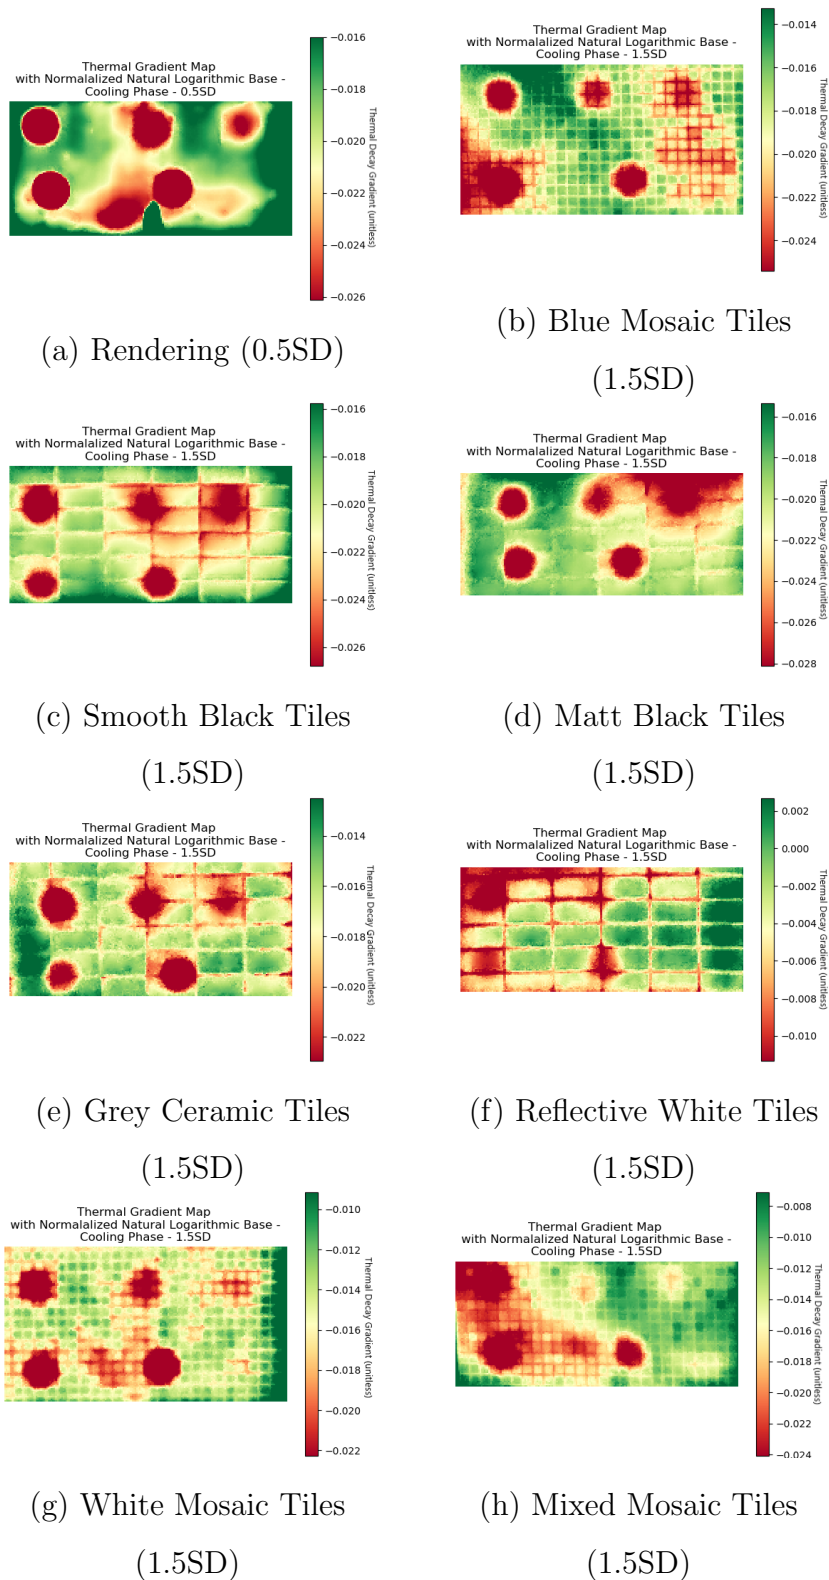 Thermal Gradient Map
with Normalalized Natural Logarithmic Base -
Cooling Phase - 0.5SD
−0.016
−0.018
−0.020
−0.022
−0.024
−0.026
Thermal Decay Gradient (unitless)
(a) Rendering (0.5SD)
Thermal Gradient Map
with Normalalized Natural Logarithmic Base -
Cooling Phase - 1.5SD
−0.014
−0.016
−0.018
−0.020
−0.022
−0.024
Thermal Decay Gradient (unitless)
(b) Blue Mosaic Tiles
(1.5SD)
Thermal Gradient Map
with Normalalized Natural Logarithmic Base -
Cooling Phase - 1.5SD
−0.016
−0.018
−0.020
−0.022
−0.024
−0.026
Thermal Decay Gradient (unitless)
(c) Smooth Black Tiles
(1.5SD)
Thermal Gradient Map
with Normalalized Natural Logarithmic Base -
Cooling Phase - 1.5SD
−0.016
−0.018
−0.020
−0.022
−0.024
−0.026
−0.028
Thermal Decay Gradient (unitless)
(d) Matt Black Tiles
(1.5SD)
Thermal Gradient Map
with Normalalized Natural Logarithmic Base -
Cooling Phase - 1.5SD
−0.014
−0.016
−0.018
−0.020
−0.022
Thermal Decay Gradient (unitless)
(e) Grey Ceramic Tiles
(1.5SD)
Thermal Gradient Map
with Normalalized Natural Logarithmic Base -
Cooling Phase - 1.5SD
0.002
0.000
−0.002
−0.004
−0.006
−0.008
−0.010
Thermal Decay Gradient (unitless)
(f) Reflective White Tiles
(1.5SD)
Thermal Gradient Map
with Normalalized Natural Logarithmic Base -
Cooling Phase - 1.5SD
−0.010
−0.012
−0.014
−0.016
−0.018
−0.020
−0.022
Thermal Decay Gradient (unitless)
(g) White Mosaic Tiles
(1.5SD)
Thermal Gradient Map
with Normalalized Natural Logarithmic Base -
Cooling Phase - 1.5SD
−0.008
−0.010
−0.012
−0.014
−0.016
−0.018
−0.020
−0.022
−0.024
Thermal Decay Gradient (unitless)
(h) Mixed Mosaic Tiles
(1.5SD)